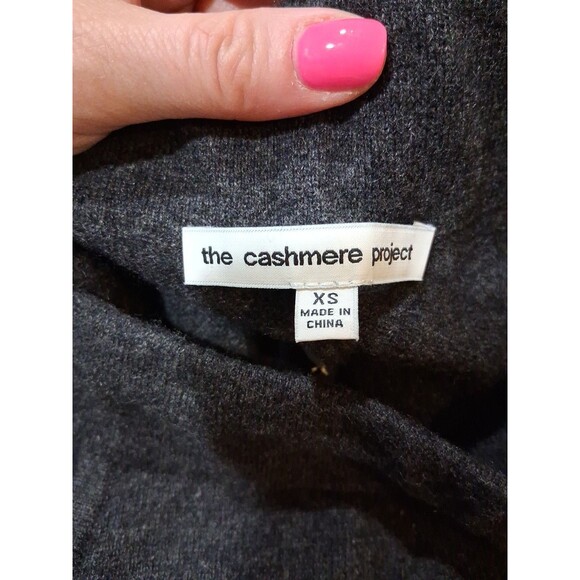 the cashmere project
XS
MADE IN
CHINA